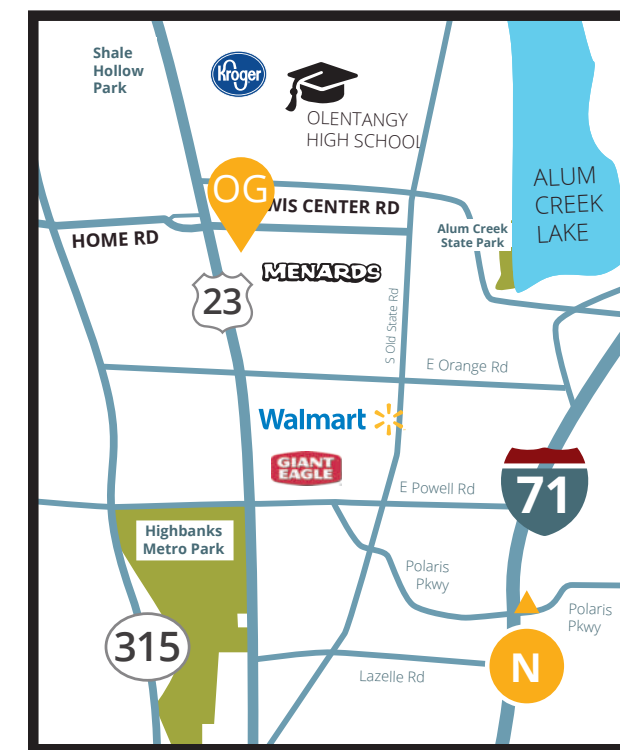 Shale
Hollow
Park
Kroger
OLENTANGY
HIGH SCHOOL
OG
WIS CENTER RD
HOME RD
ALUM
CREEK
LAKE
Alum Creek
State Park
MENARDS
23
S Old State Rd
E Orange Rd
Walmart
GIANT
EAGLE
E Powell Rd
71
Highbanks
Metro Park
Polaris
Pkwy
Polaris
Pkwy
315
N
Lazelle Rd